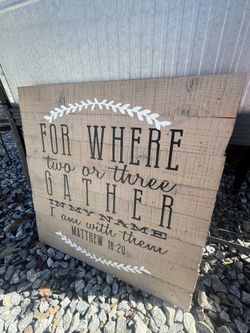 FOR WHERE
two or three
GATHER
IN MY NAME
I am with them
MATTHEW 18:20